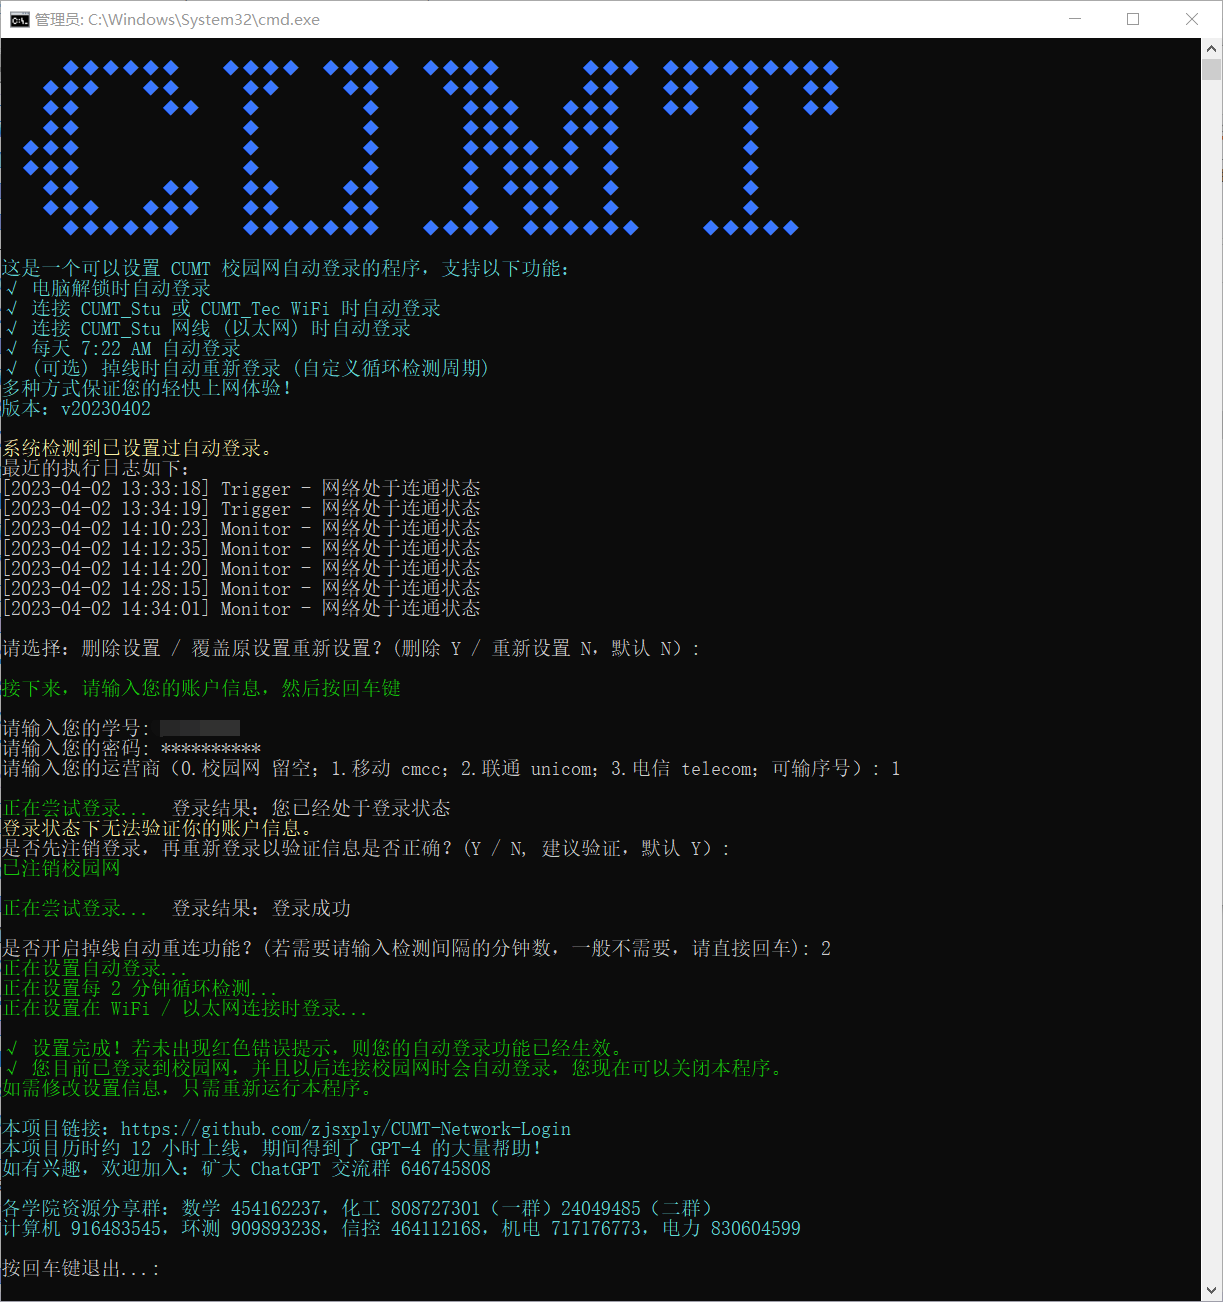 管理员: C:\Windows\System32\cmd.exe
CUMT
这是一个可以设置 CUMT 校园网自动登录的程序，支持以下功能：
√ 电脑解锁时自动登录
√ 连接 CUMT_Stu 或 CUMT_Tec WiFi 时自动登录
√ 连接 CUMT_Stu 网线（以太网）时自动登录
√ 每天 7:22 AM 自动登录
√（可选）掉线时自动重新登录（自定义循环检测周期）
多种方式保证您的轻快上网体验！
版本：v20230402
系统检测到已设置过自动登录。
最近的执行日志如下：
[2023-04-02 13:33:18] Trigger - 网络处于连通状态
[2023-04-02 13:34:19] Trigger - 网络处于连通状态
[2023-04-02 14:10:23] Monitor - 网络处于连通状态
[2023-04-02 14:12:35] Monitor - 网络处于连通状态
[2023-04-02 14:14:20] Monitor - 网络处于连通状态
[2023-04-02 14:28:15] Monitor - 网络处于连通状态
[2023-04-02 14:34:01] Monitor - 网络处于连通状态
请选择：删除设置 / 覆盖原设置重新设置？(删除 Y / 重新设置 N，默认 N）:
接下来，请输入您的账户信息，然后按回车键
请输入您的学号:
请输入您的密码: **********
请输入您的运营商（0.校园网 留空；1.移动 cmcc；2.联通 unicom；3.电信 telecom；可输序号）: 1
正在尝试登录... 登录结果：您已经处于登录状态
登录状态下无法验证你的账户信息。
是否先注销登录，再重新登录以验证信息是否正确？(Y / N, 建议验证，默认 Y）:
已注销校园网
正在尝试登录... 登录结果：登录成功
是否开启掉线自动重连功能？(若需要请输入检测间隔的分钟数，一般不需要，请直接回车): 2
正在设置自动登录...
正在设置每 2 分钟循环检测...
正在设置在 WiFi / 以太网连接时登录...
√ 设置完成！若未出现红色错误提示，则您的自动登录功能已经生效。
√ 您目前已登录到校园网，并且以后连接校园网时会自动登录，您现在可以关闭本程序。
如需修改设置信息，只需重新运行本程序。
本项目链接：https://github.com/zjsxply/CUMT-Network-Login
本项目历时约 12 小时上线，期间得到了 GPT-4 的大量帮助！
如有兴趣，欢迎加入：矿大 ChatGPT 交流群 646745808
各学院资源分享群：数学 454162237，化工 808727301（一群）24049485（二群）
计算机 916483545，环测 909893238，信控 464112168，机电 717176773，电力 830604599
按回车键退出...: